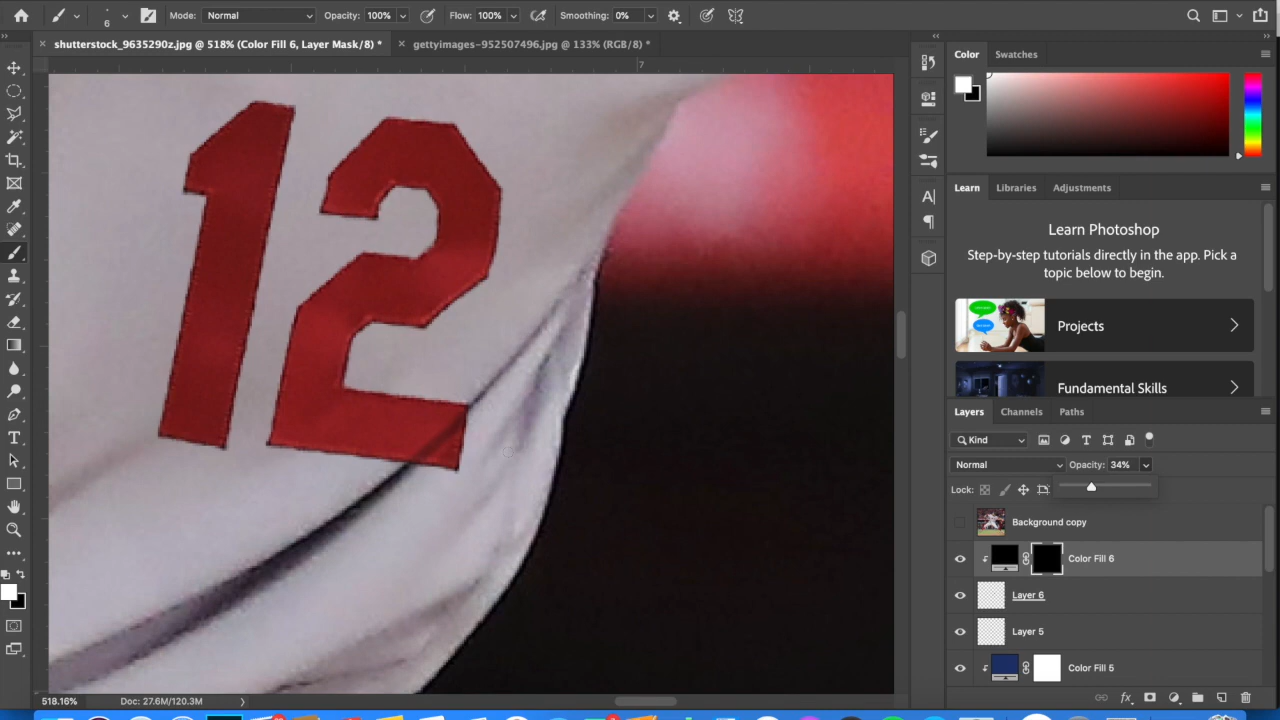 6
Mode: Normal Opacity: 100% Flow: 100% Smoothing: 0%
shutterstock_9635290z.jpg @ 518% (Color Fill 6, Layer Mask/8) * gettyimages-952507496.jpg @ 133% (RGB/8) *
7
12
Color Swatches
Learn Libraries Adjustments
Learn Photoshop
Step-by-step tutorials directly in the app. Pick a
topic below to begin.
Projects
Fundamental Skills
Layers Channels Paths
Kind
Normal Opacity: 34%
Lock:
Background copy
Color Fill 6
Layer 6
Layer 5
Color Fill 5
518.16% Doc: 27.6M/120.3M